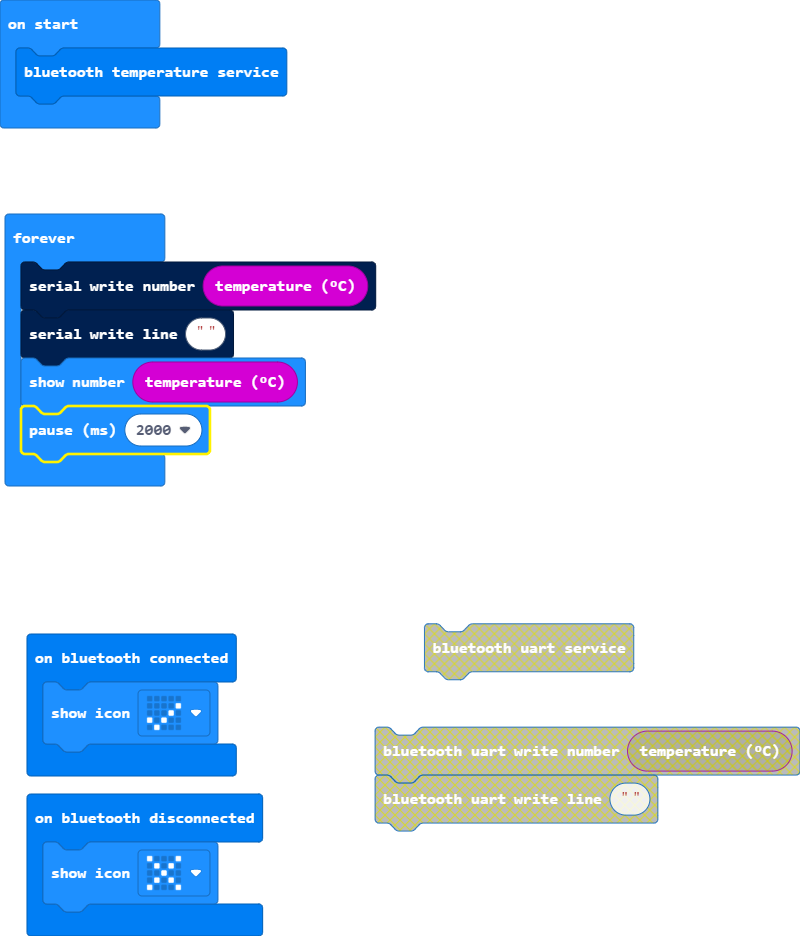 on start
bluetooth temperature service
forever
serial write number temperature (ºC)
serial write line " "
show number temperature (ºC)
pause (ms) 2000
on bluetooth connected
show icon
on bluetooth disconnected
show icon
bluetooth uart service
bluetooth uart write number temperature (ºC)
bluetooth uart write line " "